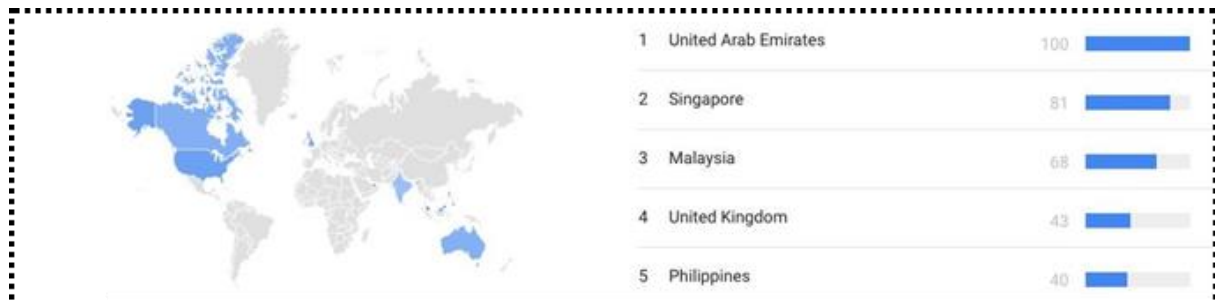 1 United Arab Emirates 100
2 Singapore 81
3 Malaysia 68
4 United Kingdom 43
5 Philippines 40